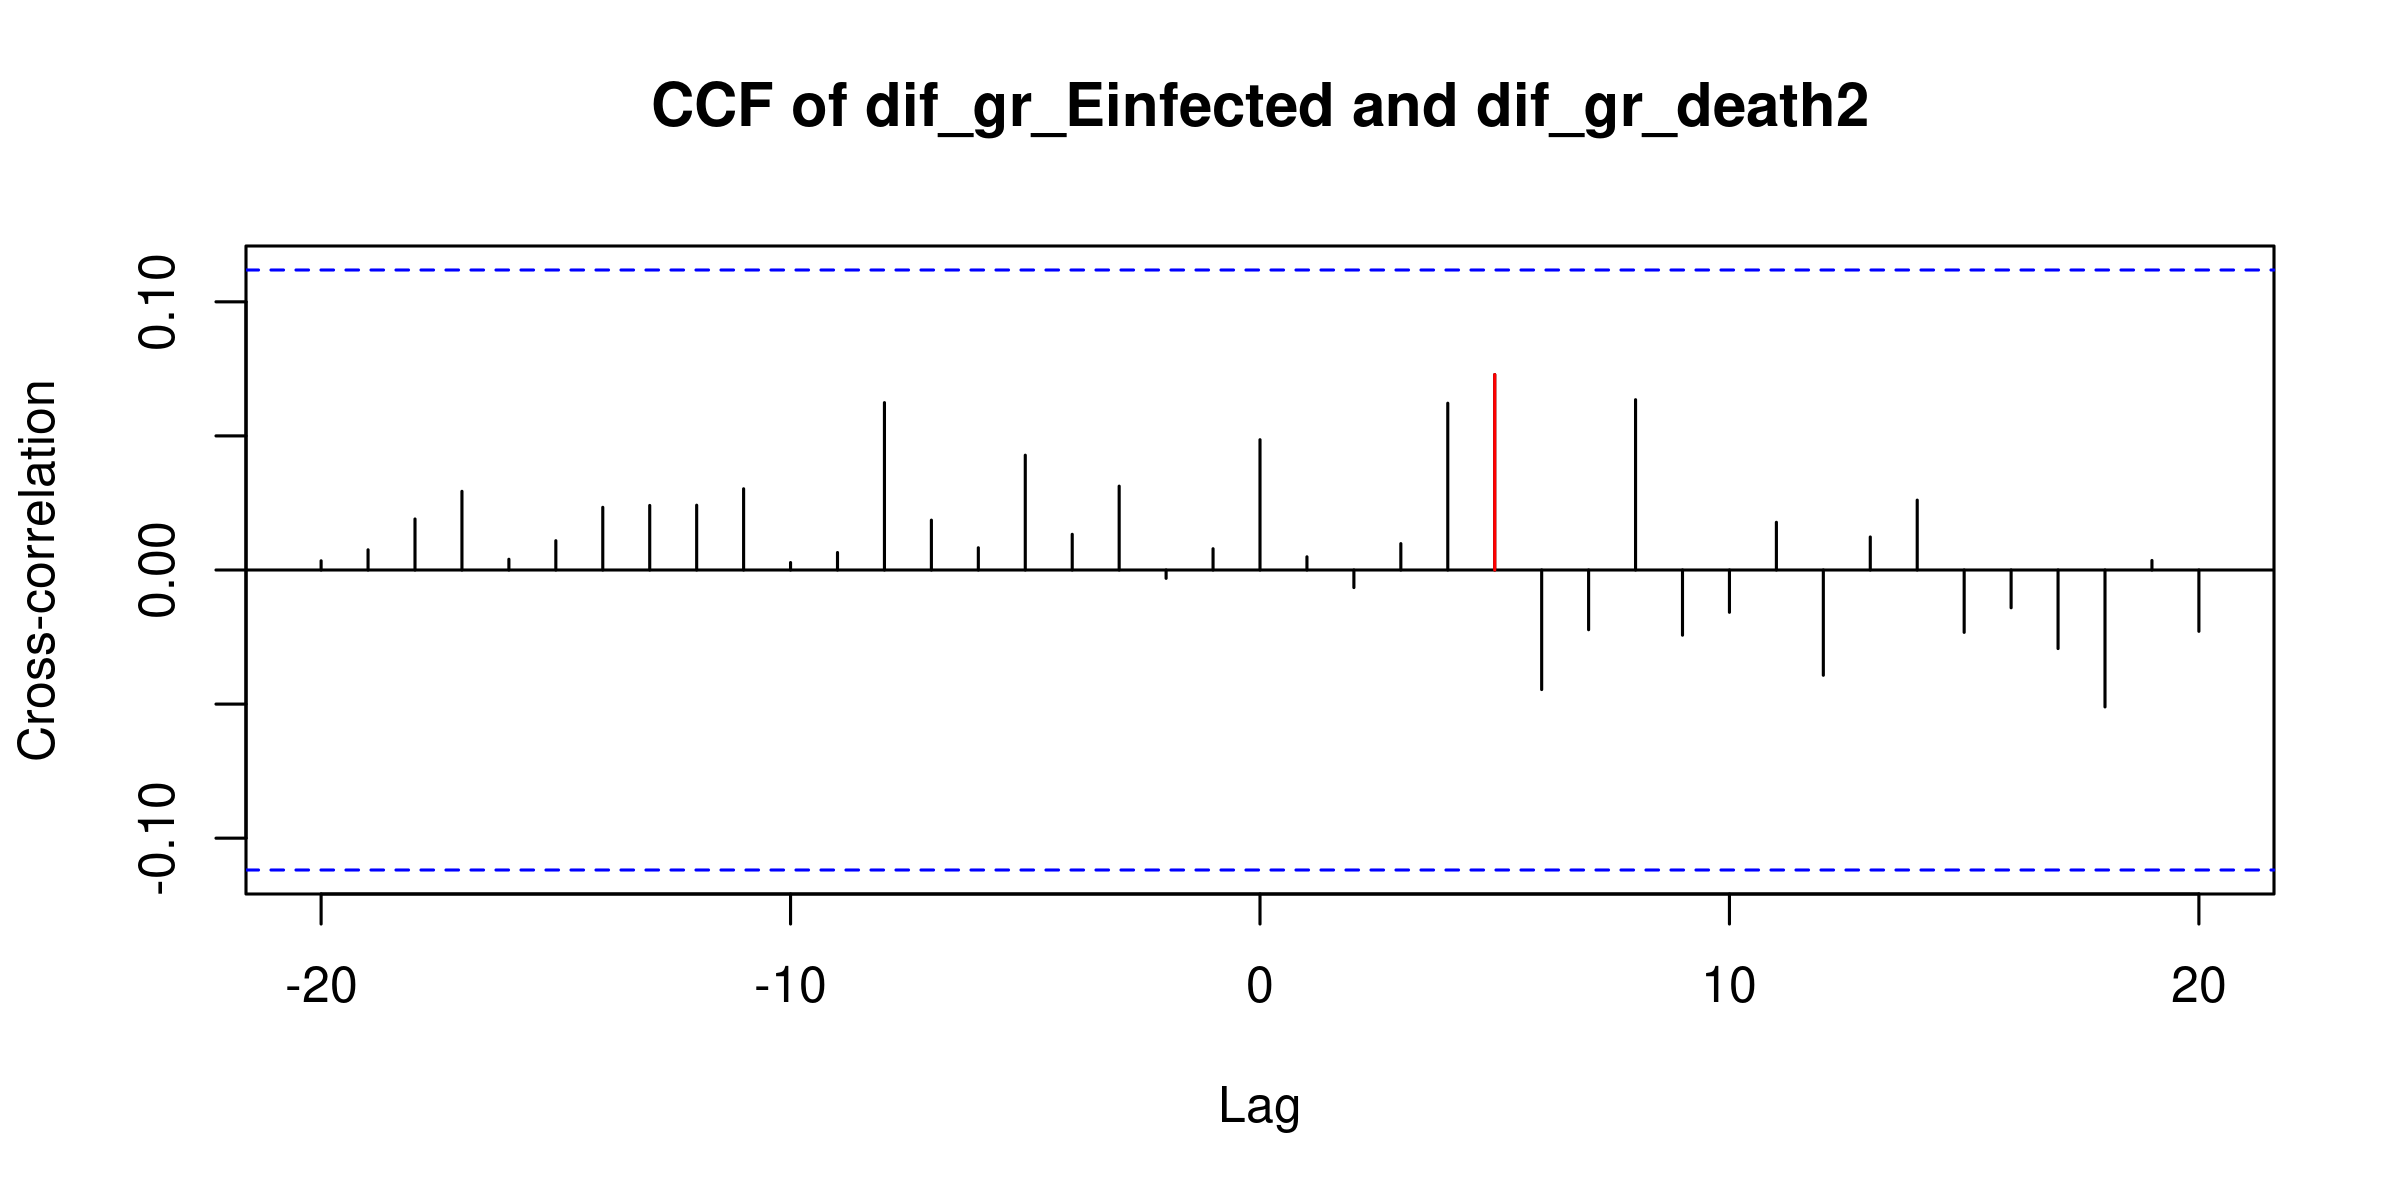 CCF of dif_gr_Einfected and dif_gr_death2
Cross-correlation
0.10
0.00
-0.10
-20 -10 0 10 20
Lag